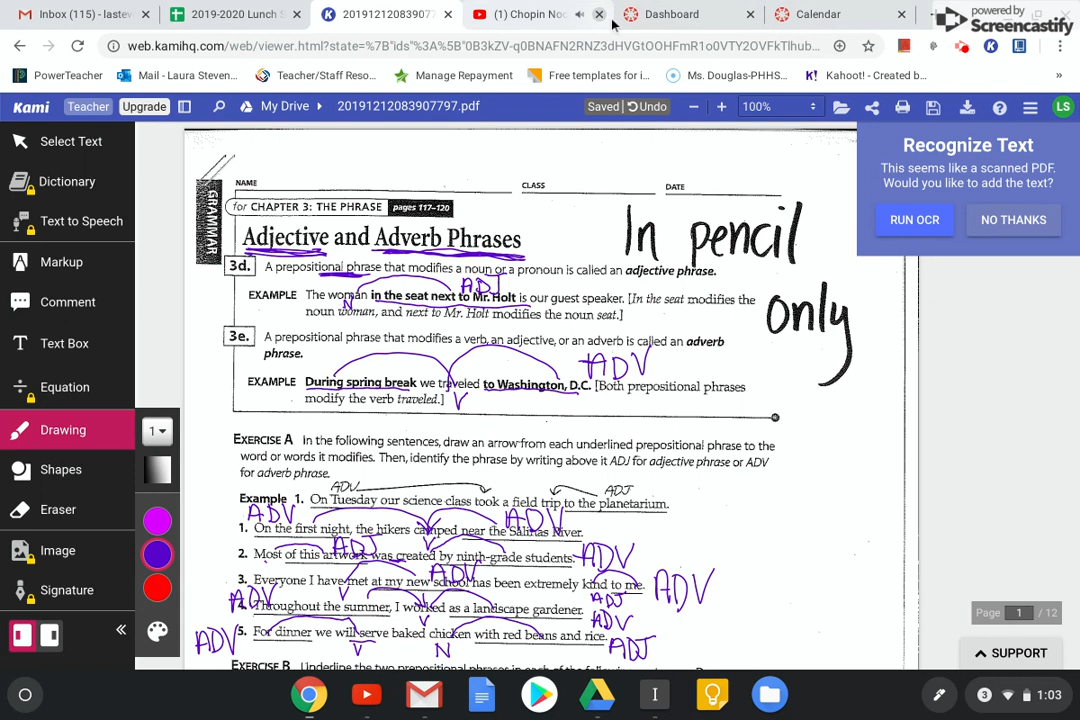 Inbox (115) - lastev
2019-2020 Lunch S
20191212083907
(1) Chopin Noc
Dashboard
Calendar
powered by
Screencastify
web.kamihq.com/web/viewer.html?state=%7B"ids"%3A%5B"0B3kZV-q0BNAFN2RNZ3dHVGtOOHFmR1o0VTY2OVFkTlhub...
PowerTeacher
Mail - Laura Steven...
Teacher/Staff Reso...
Manage Repayment
Free templates for i...
Ms. Douglas-PHHS...
Kahoot! - Created b...
Kami
Teacher
Upgrade
My Drive
20191212083907797.pdf
Saved
Undo
100%
LS
Select Text
Dictionary
Text to Speech
Markup
Comment
Text Box
Equation
Drawing
1
Shapes
Eraser
Image
Signature
Recognize Text
This seems like a scanned PDF.
Would you like to add the text?
RUN OCR
NO THANKS
NAME
CLASS
DATE
GRAMMAR
for CHAPTER 3: THE PHRASE pages 117–120
In pencil
only
Adjective and Adverb Phrases
3d. A prepositional phrase that modifies a noun or a pronoun is called an adjective phrase.
ADJ
EXAMPLE The woman in the seat next to Mr. Holt is our guest speaker. [In the seat modifies the
N
noun woman, and next to Mr. Holt modifies the noun seat.]
3e. A prepositional phrase that modifies a verb, an adjective, or an adverb is called an adverb
phrase.
ADV
EXAMPLE During spring break we traveled to Washington, D.C. [Both prepositional phrases
modify the verb traveled.]
V
EXERCISE A In the following sentences, draw an arrow from each underlined prepositional phrase to the
word or words it modifies. Then, identify the phrase by writing above it ADJ for adjective phrase or ADV
for adverb phrase.
ADV
ADJ
Example 1. On Tuesday our science class took a field trip to the planetarium.
ADV
ADV
1. On the first night, the hikers camped near the Salinas River.
V
ADJ
2. Most of this artwork was created by ninth-grade students.
ADV
ADV
3. Everyone I have met at my new school has been extremely kind to me.
ADV
V
ADJ
ADV
4. Throughout the summer, I worked as a landscape gardener.
V
ADV
5. For dinner we will serve baked chicken with red beans and rice.
ADV
V
N
ADJ
EXERCISE B Underline the two prepositional phrases in each of the following
Page 1 / 12
SUPPORT
3
1:03